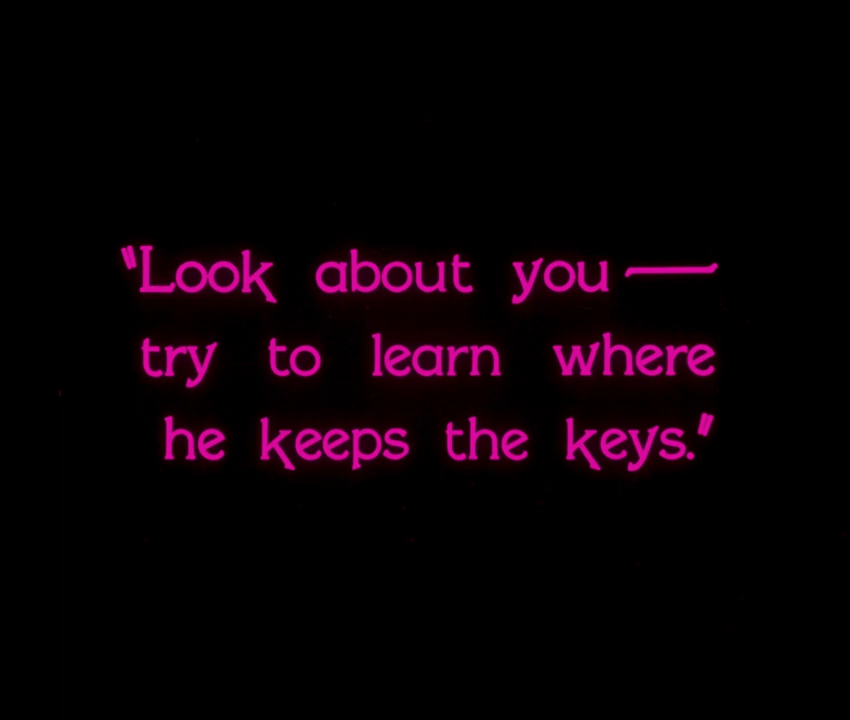 "Look about you —
try to learn where
he keeps the keys."